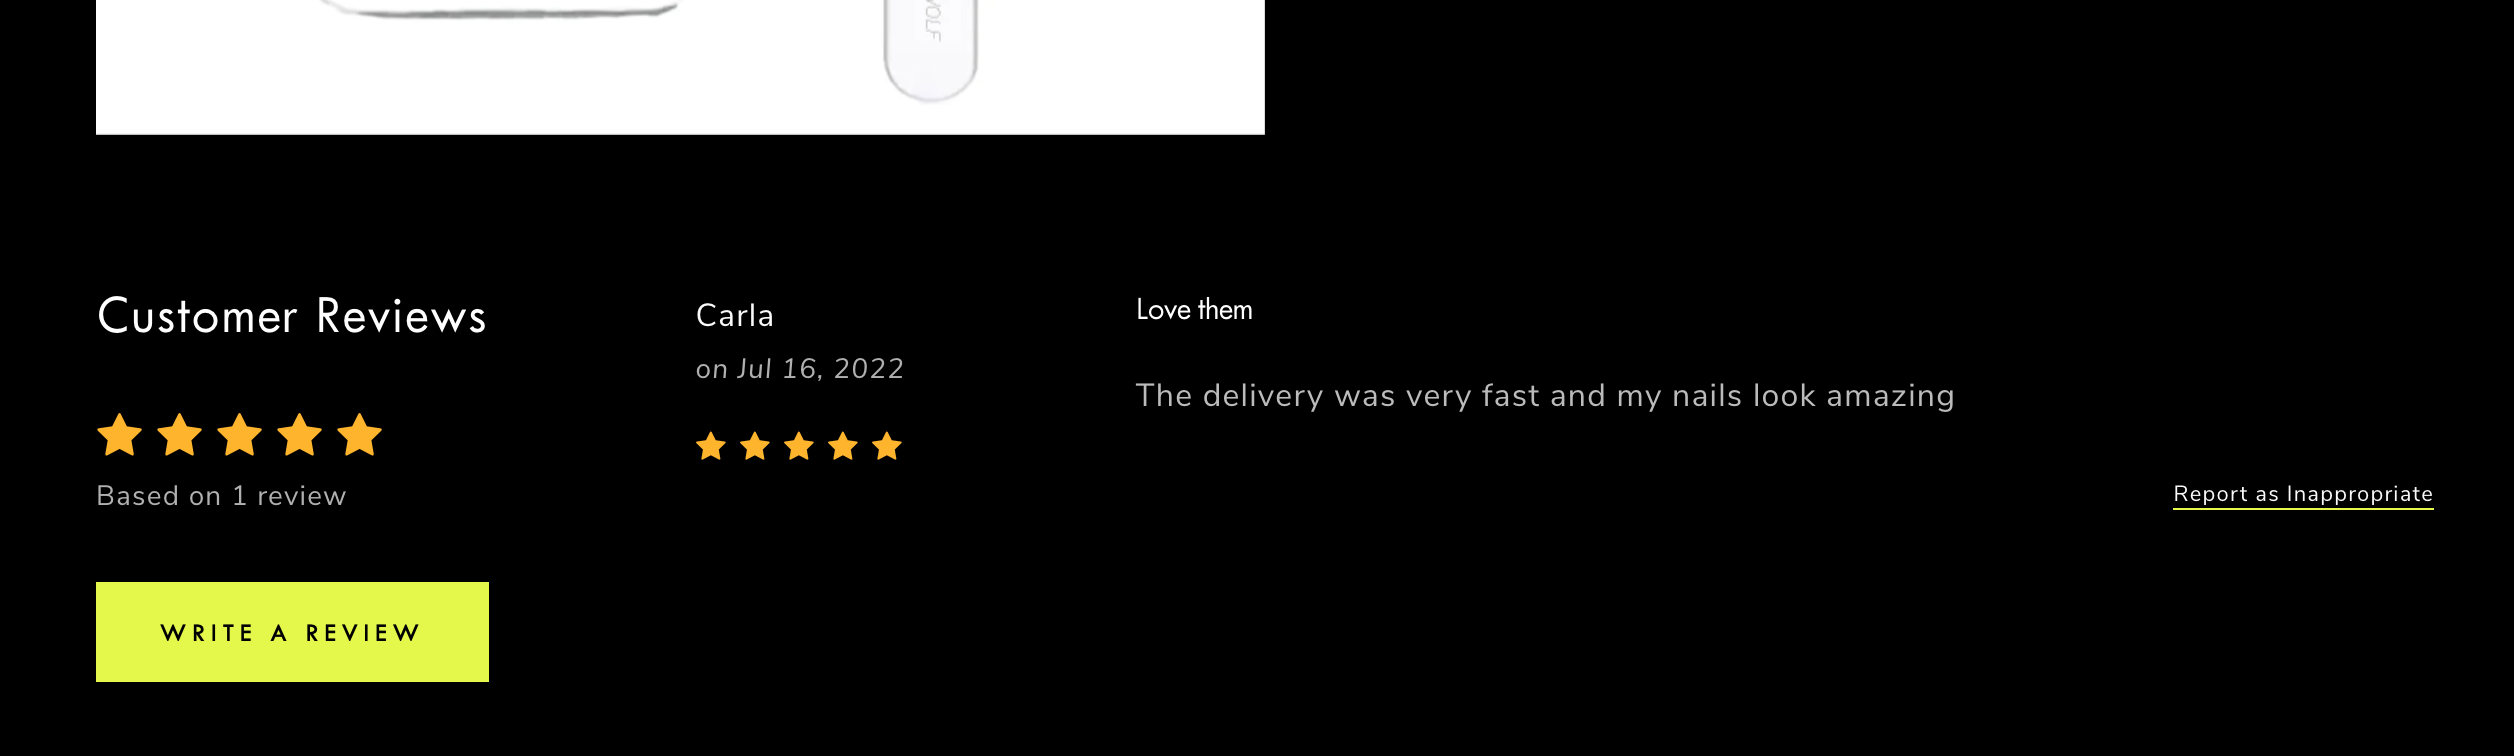 Customer Reviews
Based on 1 review
WRITE A REVIEW
Carla
on Jul 16, 2022
Love them
The delivery was very fast and my nails look amazing
Report as Inappropriate